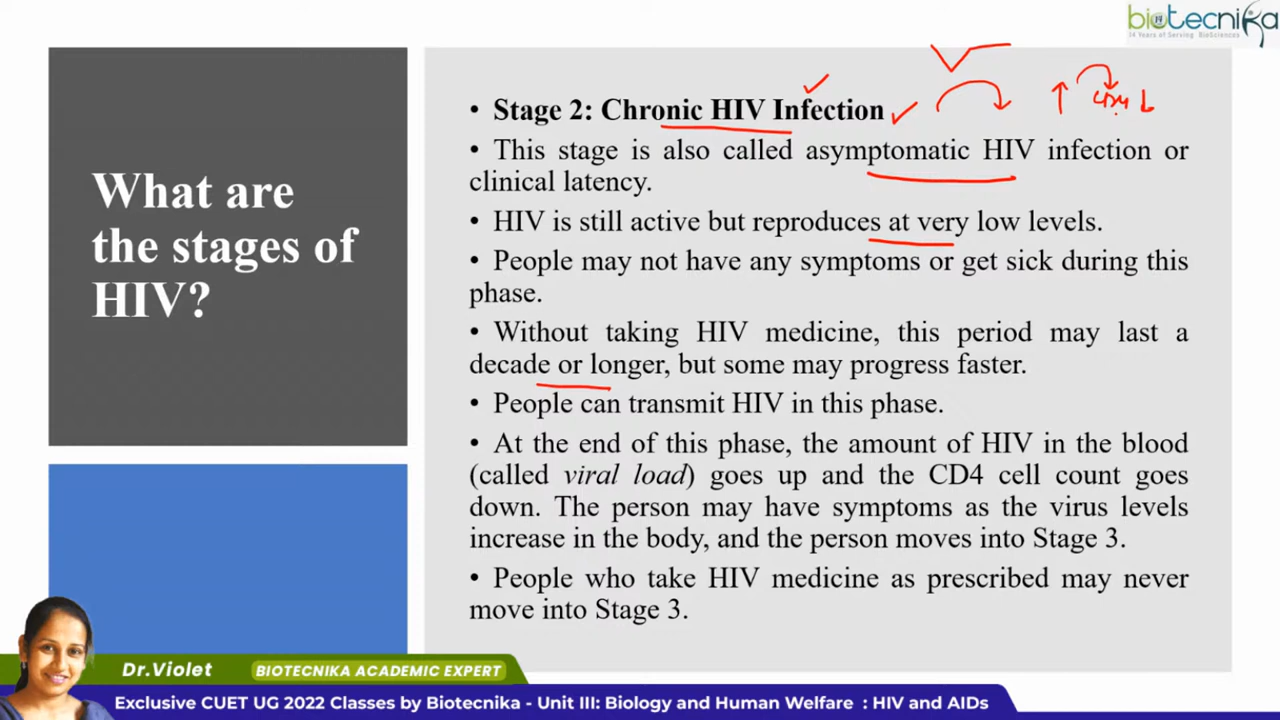 biotecnika
14 Years of Serving BioSciences
What are
the stages of
HIV?
• Stage 2: Chronic HIV Infection
• This stage is also called asymptomatic HIV infection or
clinical latency.
• HIV is still active but reproduces at very low levels.
• People may not have any symptoms or get sick during this
phase.
• Without taking HIV medicine, this period may last a
decade or longer, but some may progress faster.
• People can transmit HIV in this phase.
• At the end of this phase, the amount of HIV in the blood
(called viral load) goes up and the CD4 cell count goes
down. The person may have symptoms as the virus levels
increase in the body, and the person moves into Stage 3.
• People who take HIV medicine as prescribed may never
move into Stage 3.
Dr.Violet
BIOTECNIKA ACADEMIC EXPERT
Exclusive CUET UG 2022 Classes by Biotecnika - Unit III: Biology and Human Welfare : HIV and AIDs